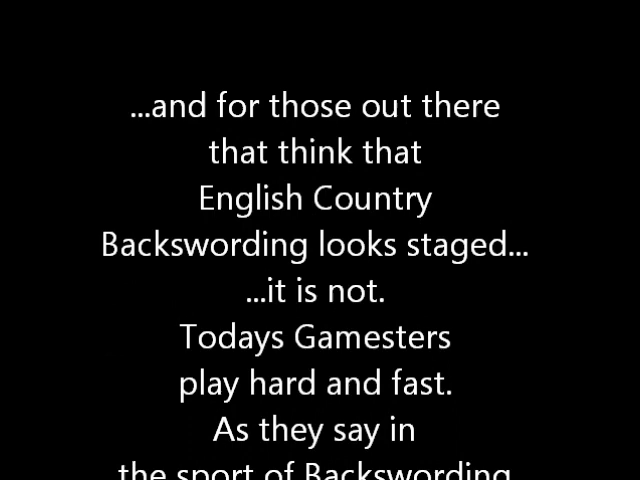 ...and for those out there
that think that
English Country
Backswording looks staged...
...it is not.
Todays Gamesters
play hard and fast.
As they say in
the sport of Backswording